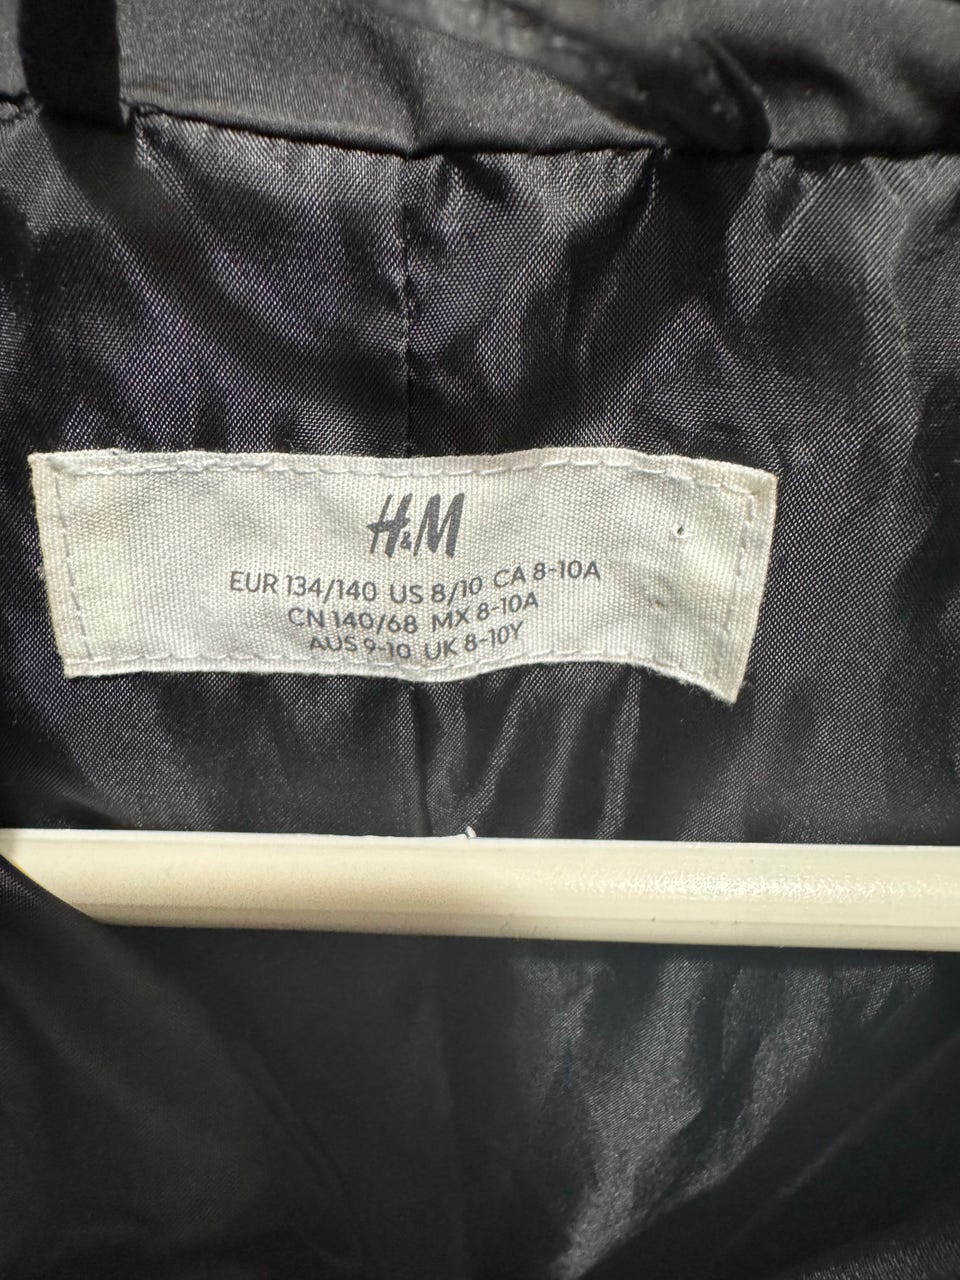 H&M
EUR 134/140 US 8/10 CA 8-10A
CN 140/68 MX 8-10A
AUS 9-10 UK 8-10Y